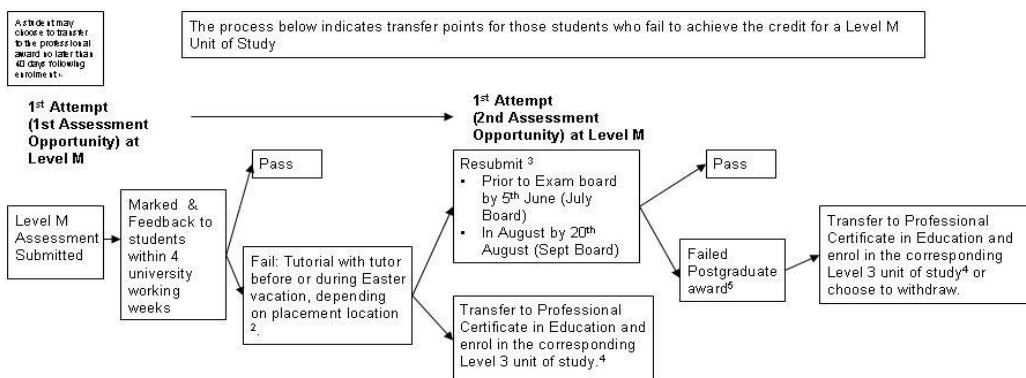 A student may
choose to transfer
to the professional
award no later than
40 days following
enrolment 1.
The process below indicates transfer points for those students who fail to achieve the credit for a Level M
Unit of Study
1st Attempt
(1st Assessment
Opportunity) at
Level M
1st Attempt
(2nd Assessment
Opportunity) at Level M
Level M
Assessment
Submitted
Marked &
Feedback to
students
within 4
university
working
weeks
Pass
Fail: Tutorial with tutor
before or during Easter
vacation, depending
on placement location
2.
Resubmit 3
▪ Prior to Exam board
by 5th June (July
Board)
▪ In August by 20th
August (Sept Board)
Transfer to Professional
Certificate in Education and
enrol in the corresponding
Level 3 unit of study.4
Pass
Failed
Postgraduate
award5
Transfer to Professional
Certificate in Education and
enrol in the corresponding
Level 3 unit of study4 or
choose to withdraw.